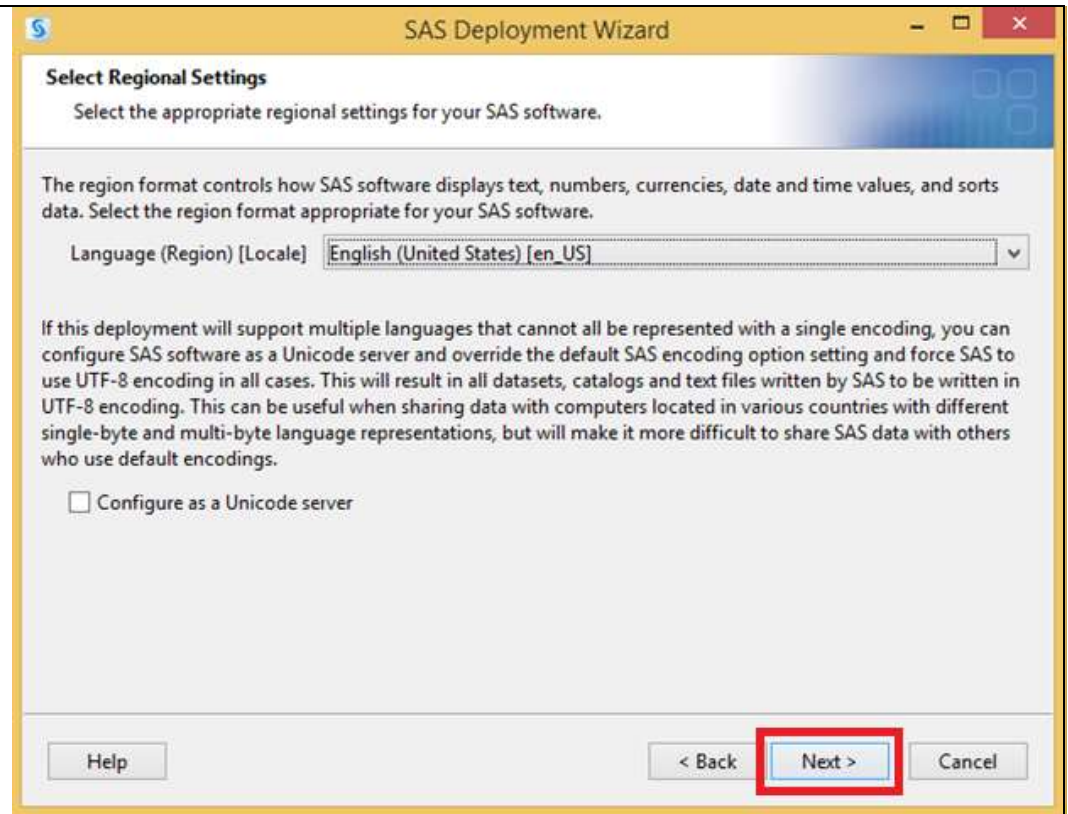 SAS Deployment Wizard
Select Regional Settings
Select the appropriate regional settings for your SAS software.
The region format controls how SAS software displays text, numbers, currencies, date and time values, and sorts
data. Select the region format appropriate for your SAS software.
Language (Region) [Locale] English (United States) [en_US]
If this deployment will support multiple languages that cannot all be represented with a single encoding, you can
configure SAS software as a Unicode server and override the default SAS encoding option setting and force SAS to
use UTF-8 encoding in all cases. This will result in all datasets, catalogs and text files written by SAS to be written in
UTF-8 encoding. This can be useful when sharing data with computers located in various countries with different
single-byte and multi-byte language representations, but will make it more difficult to share SAS data with others
who use default encodings.
Configure as a Unicode server
Help < Back Next > Cancel